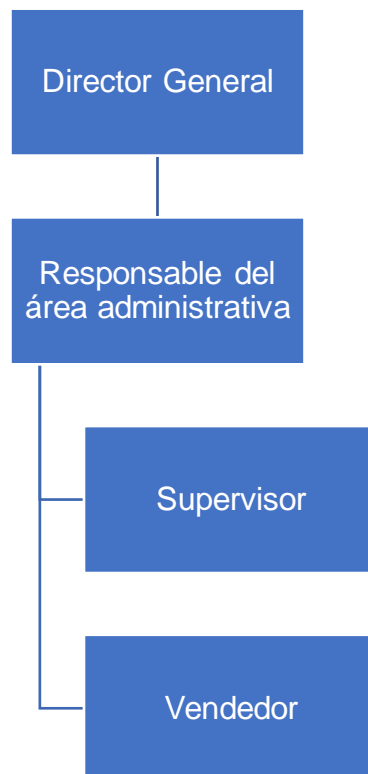 Director General
Responsable del
área administrativa
Supervisor
Vendedor